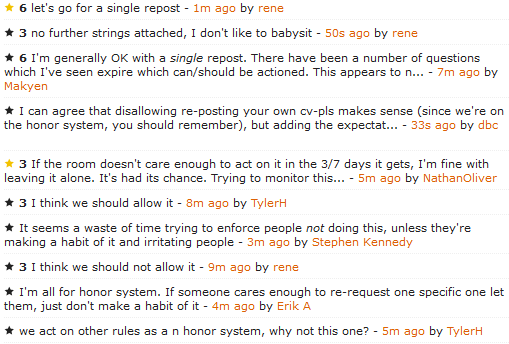 ★ 6 let's go for a single repost - 1m ago by rene
★ 3 no further strings attached, I don't like to babysit - 50s ago by rene
★ 6 I'm generally OK with a single repost. There have been a number of questions
which I've seen expire which can/should be actioned. This appears to n... - 7m ago by
Makyen
★ I can agree that disallowing re-posting your own cv-pls makes sense (since we're on
the honor system, you should remember), but adding the expectat... - 33s ago by dbc
★ 3 If the room doesn't care enough to act on it in the 3/7 days it gets, I'm fine with
leaving it alone. It's had its chance. Trying to monitor this... - 5m ago by NathanOliver
★ 3 I think we should allow it - 8m ago by TylerH
★ It seems a waste of time trying to enforce people not doing this, unless they're
making a habit of it and irritating people - 3m ago by Stephen Kennedy
★ 3 I think we should not allow it - 9m ago by rene
★ I'm all for honor system. If someone cares enough to re-request one specific one let
them, just don't make a habit of it - 4m ago by Erik A
★ we act on other rules as a n honor system, why not this one? - 5m ago by TylerH